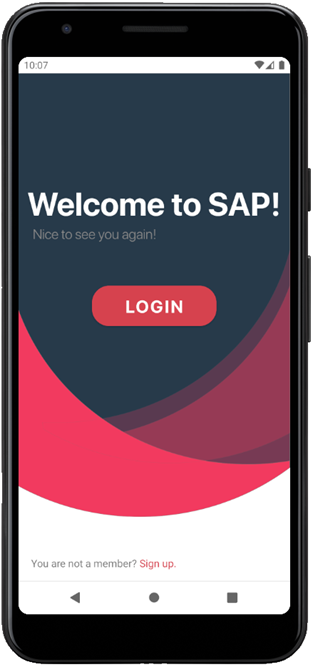 10:07
Welcome to SAP!
Nice to see you again!
LOGIN
You are not a member? Sign up.